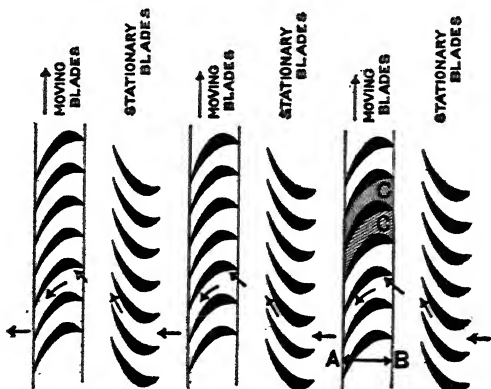 MOVING
BLADES
STATIONARY
BLADES
MOVING
BLADES
STATIONARY
BLADES
MOVING
BLADES
STATIONARY
BLADES
C
C
A
B